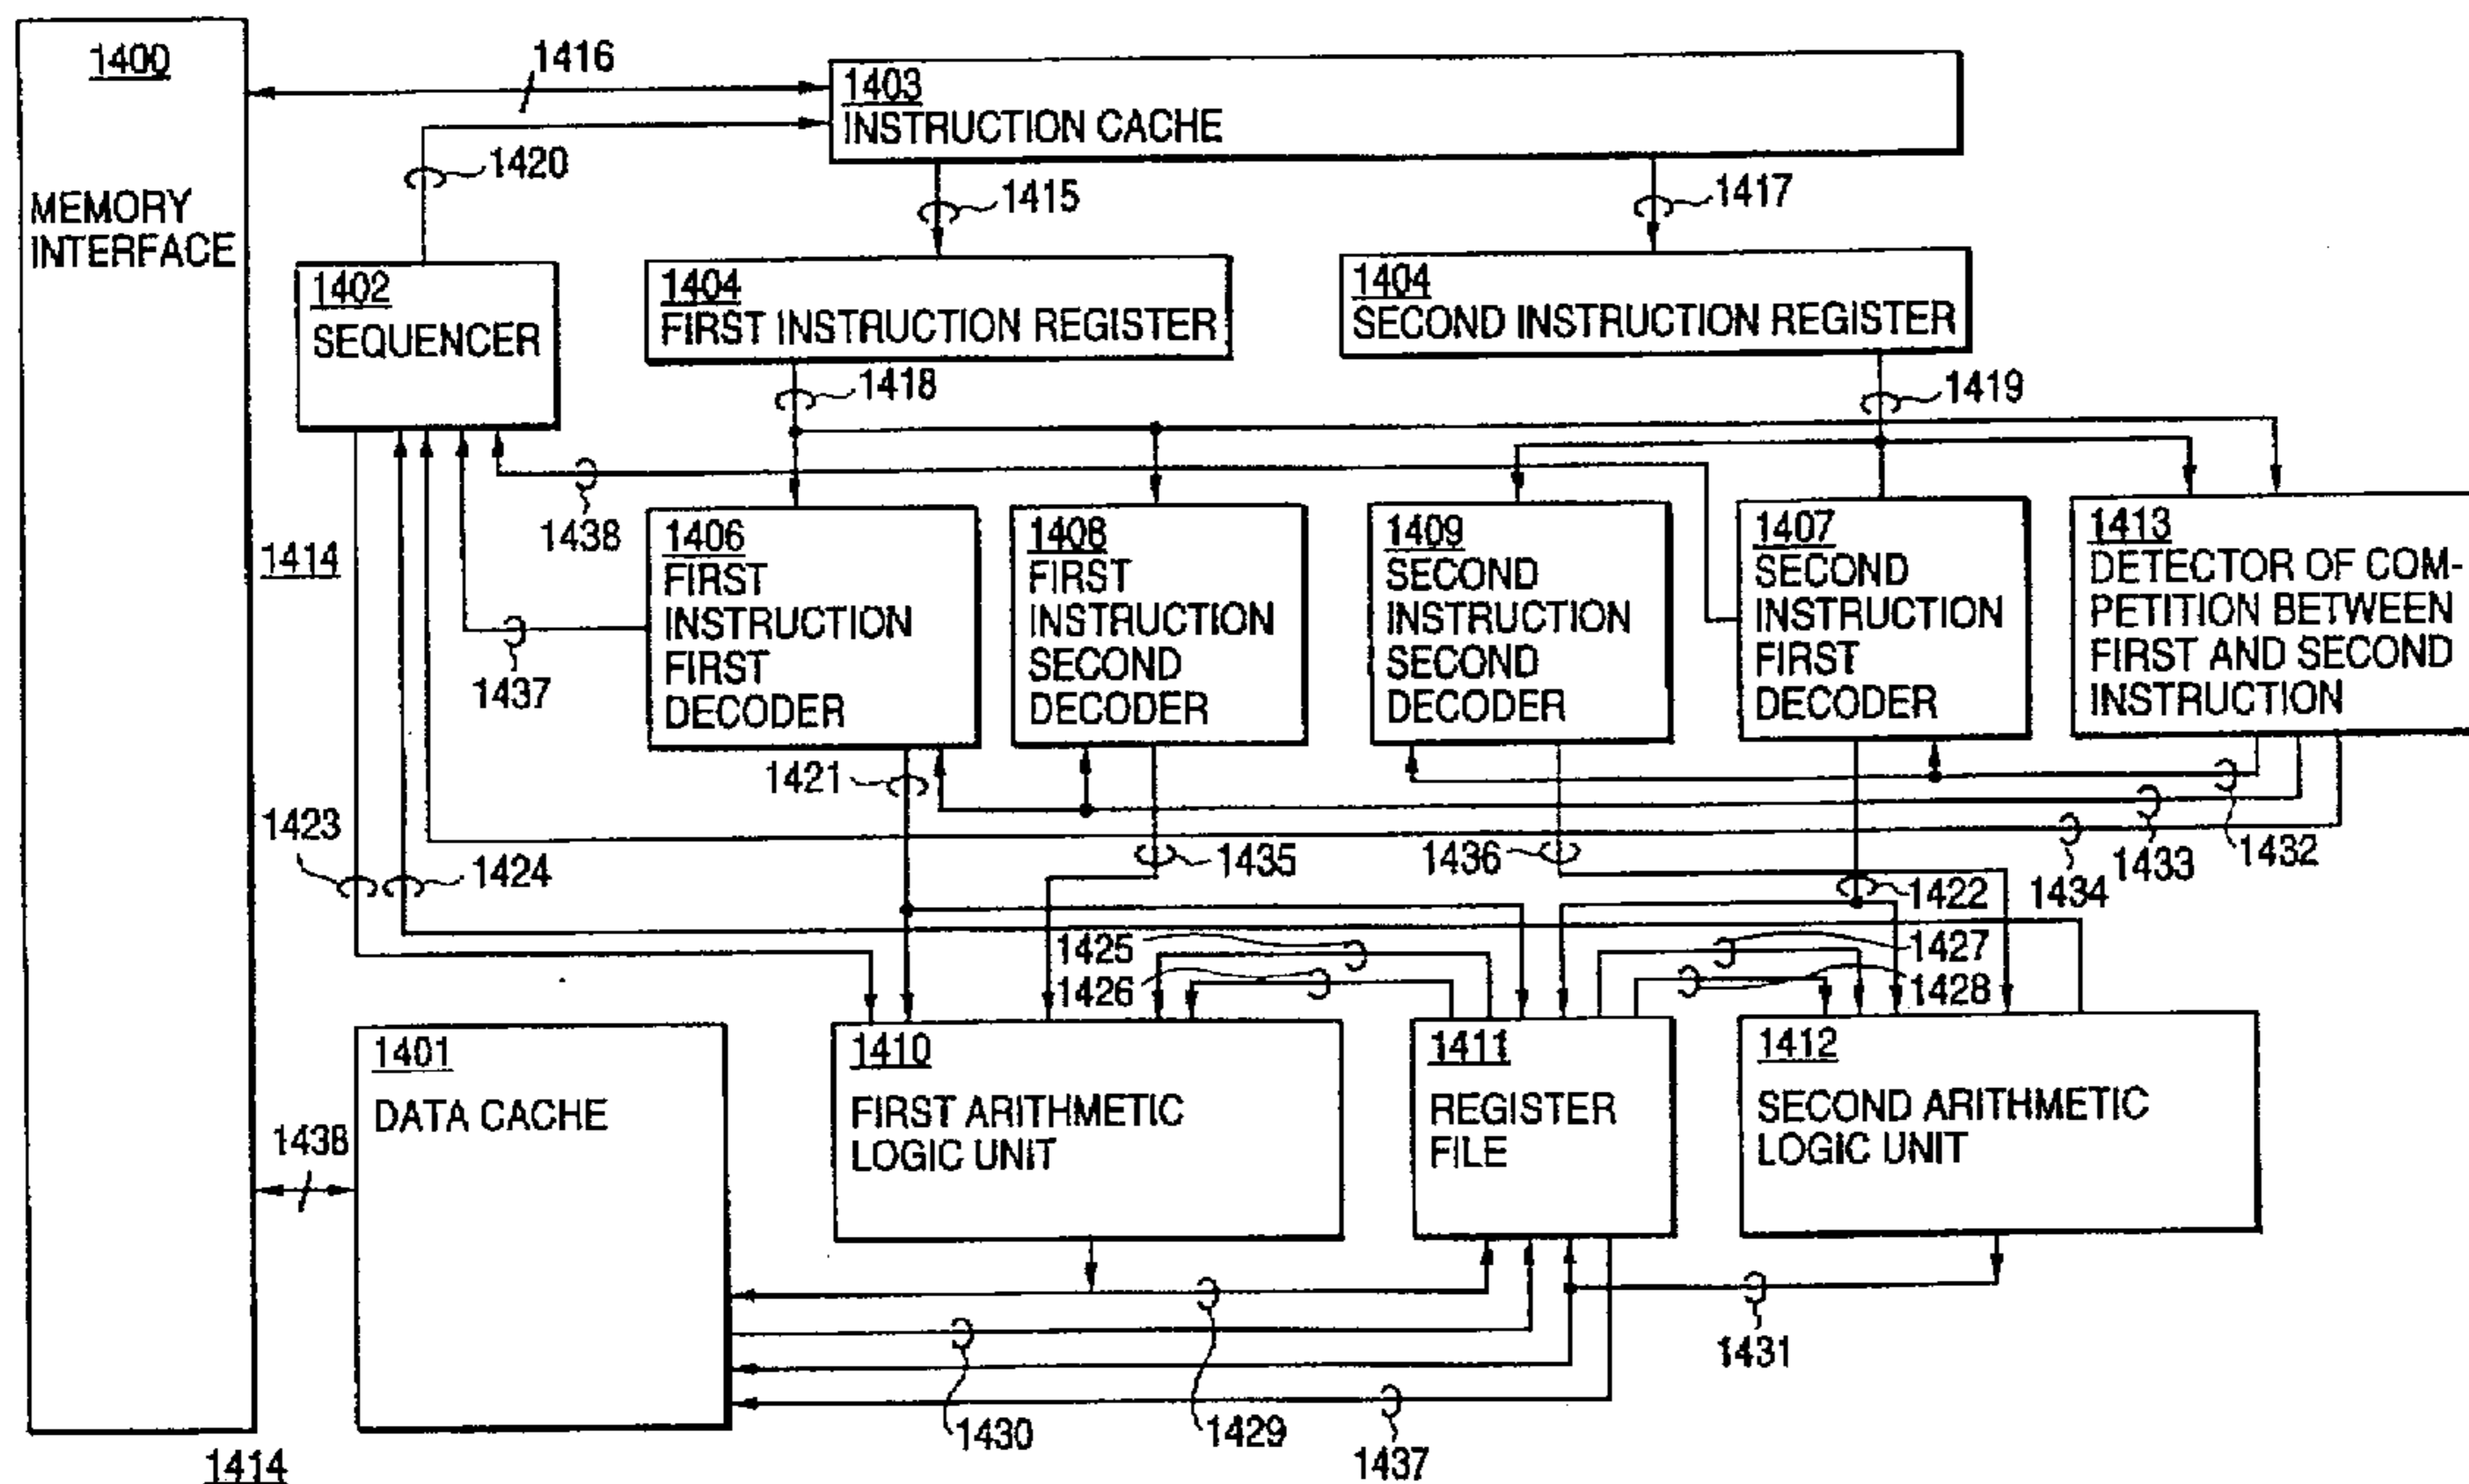 1400
MEMORY
INTERFACE
1416
1403
INSTRUCTION CACHE
1420
1415
1417
1402
SEQUENCER
1404
FIRST INSTRUCTION REGISTER
1404
SECOND INSTRUCTION REGISTER
1418
1419
1438
1414
1437
1406
FIRST
INSTRUCTION
FIRST
DECODER
1408
FIRST
INSTRUCTION
SECOND
DECODER
1409
SECOND
INSTRUCTION
SECOND
DECODER
1407
SECOND
INSTRUCTION
FIRST
DECODER
1413
DETECTOR OF COM-
PETITION BETWEEN
FIRST AND SECOND
INSTRUCTION
1421
1423
1424
1435
1436
1422
1434
1433
1432
1425
1426
1427
1428
1438
1401
DATA CACHE
1410
FIRST ARITHMETIC
LOGIC UNIT
1411
REGISTER
FILE
1412
SECOND ARITHMETIC
LOGIC UNIT
1431
1430
1429
1437
1414